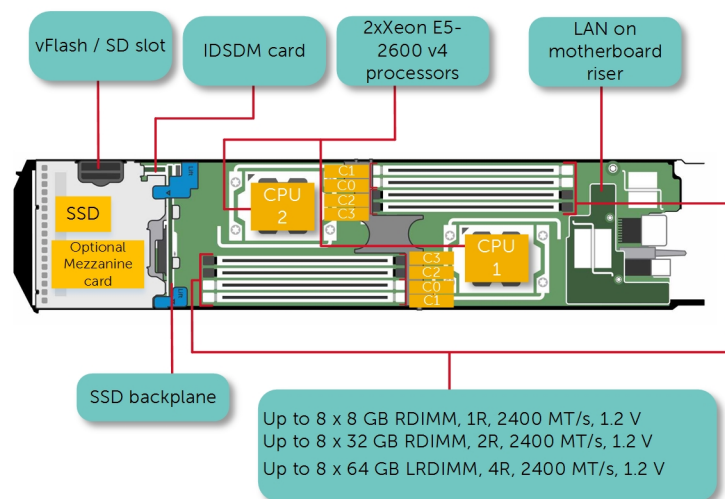 vFlash / SD slot
IDSDM card
2xXeon E5-
2600 v4
processors
LAN on
motherboard
riser
SSD
Optional
Mezzanine
card
CPU
2
C1
C0
C2
C3
CPU
1
C3
C2
C0
C1
SSD backplane
Up to 8 x 8 GB RDIMM, 1R, 2400 MT/s, 1.2 V
Up to 8 x 32 GB RDIMM, 2R, 2400 MT/s, 1.2 V
Up to 8 x 64 GB LRDIMM, 4R, 2400 MT/s, 1.2 V